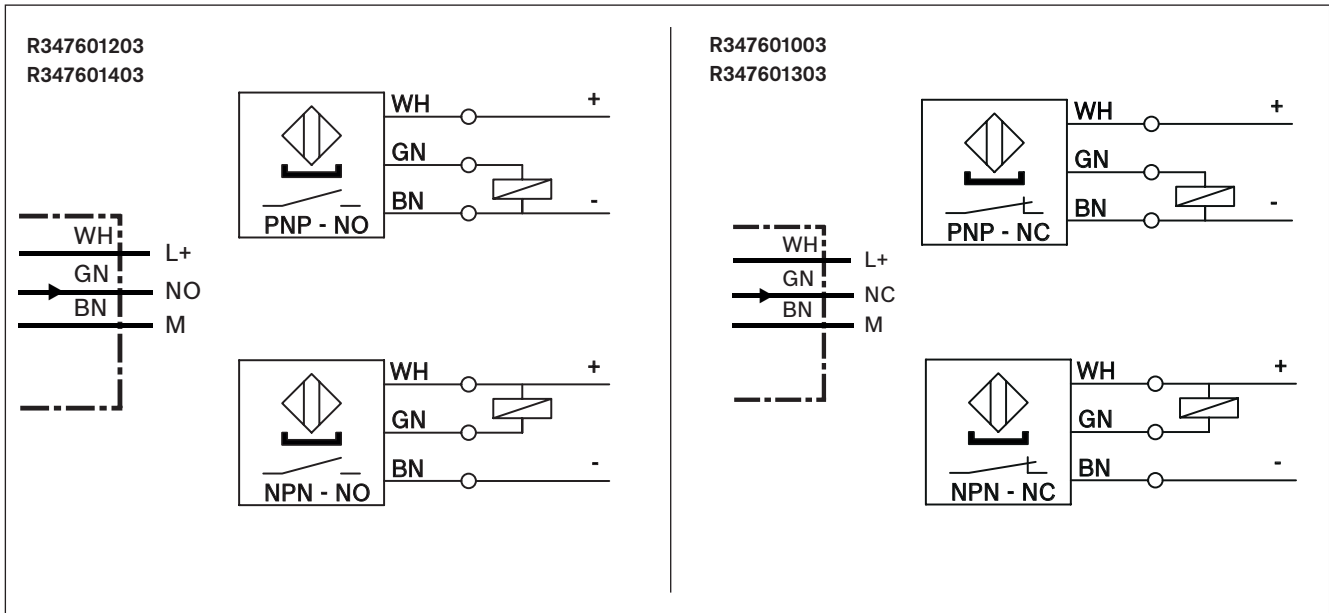 R347601203
R347601403
WH +
GN
BN -
PNP - NO
WH L+
GN NO
BN M
WH +
GN
BN -
NPN - NO
R347601003
R347601303
WH +
GN
BN -
PNP - NC
WH L+
GN NC
BN M
WH +
GN
BN -
NPN - NC